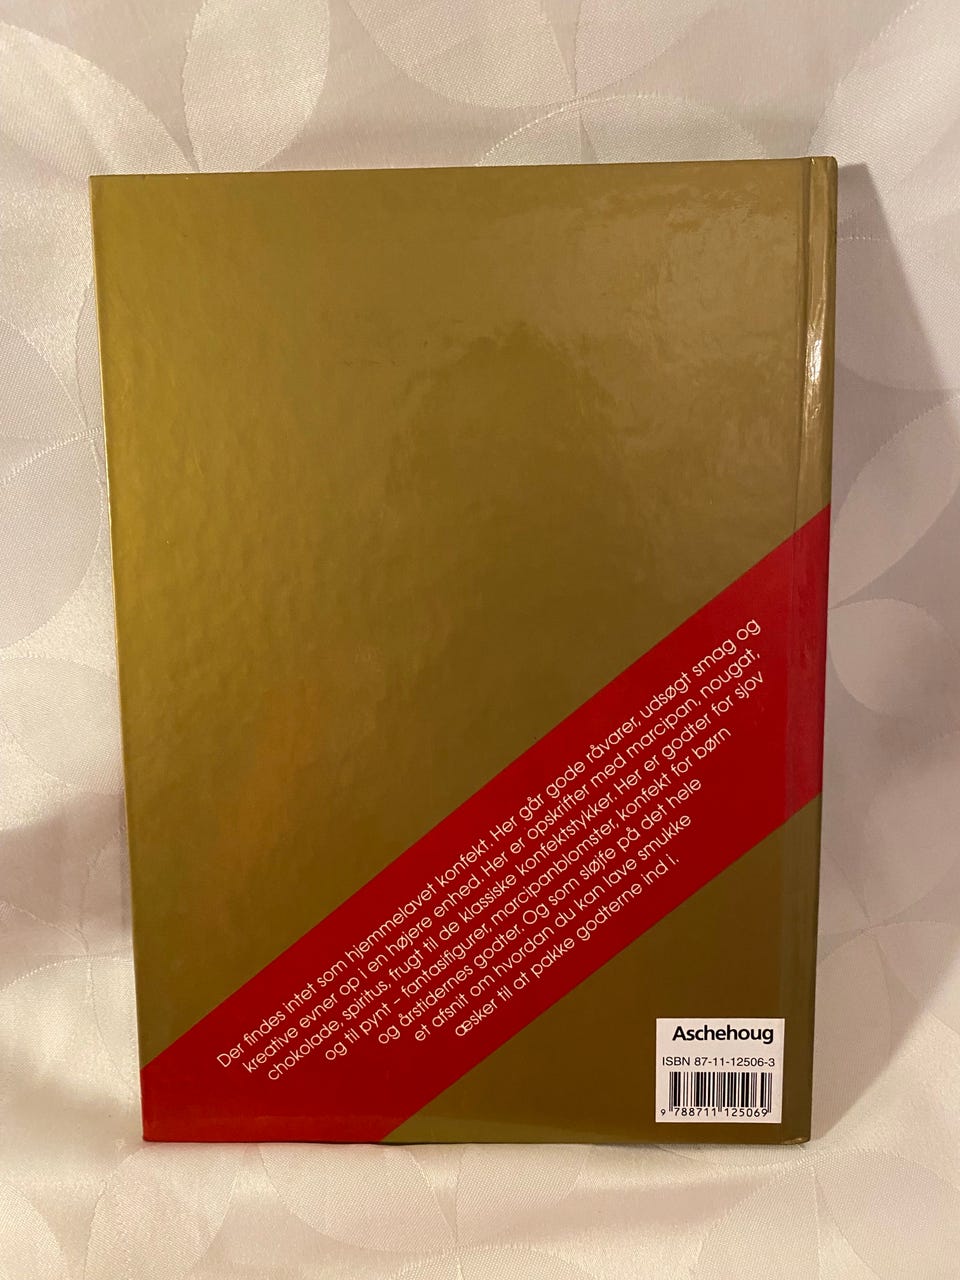 Der findes intet som hjemmelavet konfekt. Her går gode råvarer, udsøgt smag og
kreative evner op i en højere enhed. Her er opskrifter med marcipan, nougat,
chokolade, spiritus, frugt til de klassiske konfektstykker. Her er godter for sjov
og til pynt – fantasifigurer, marcipanblomster, konfekt for børn
og årstidernes godter. Og som sløjfe på det hele
et afsnit om hvordan du kan lave smukke
æsker til at pakke godterne ind i.
Aschehoug
ISBN 87-11-12506-3
9 788711 125069